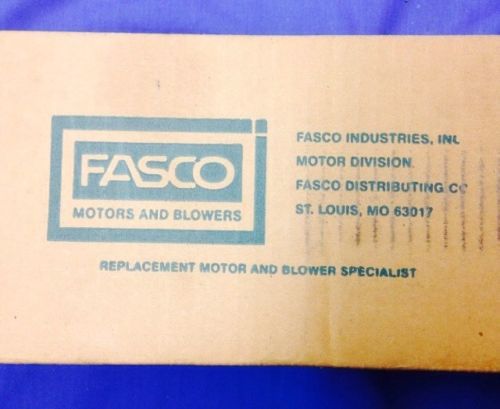 FASCO
MOTORS AND BLOWERS
FASCO INDUSTRIES, INC
MOTOR DIVISION
FASCO DISTRIBUTING CO
ST. LOUIS, MO 63017
REPLACEMENT MOTOR AND BLOWER SPECIALIST